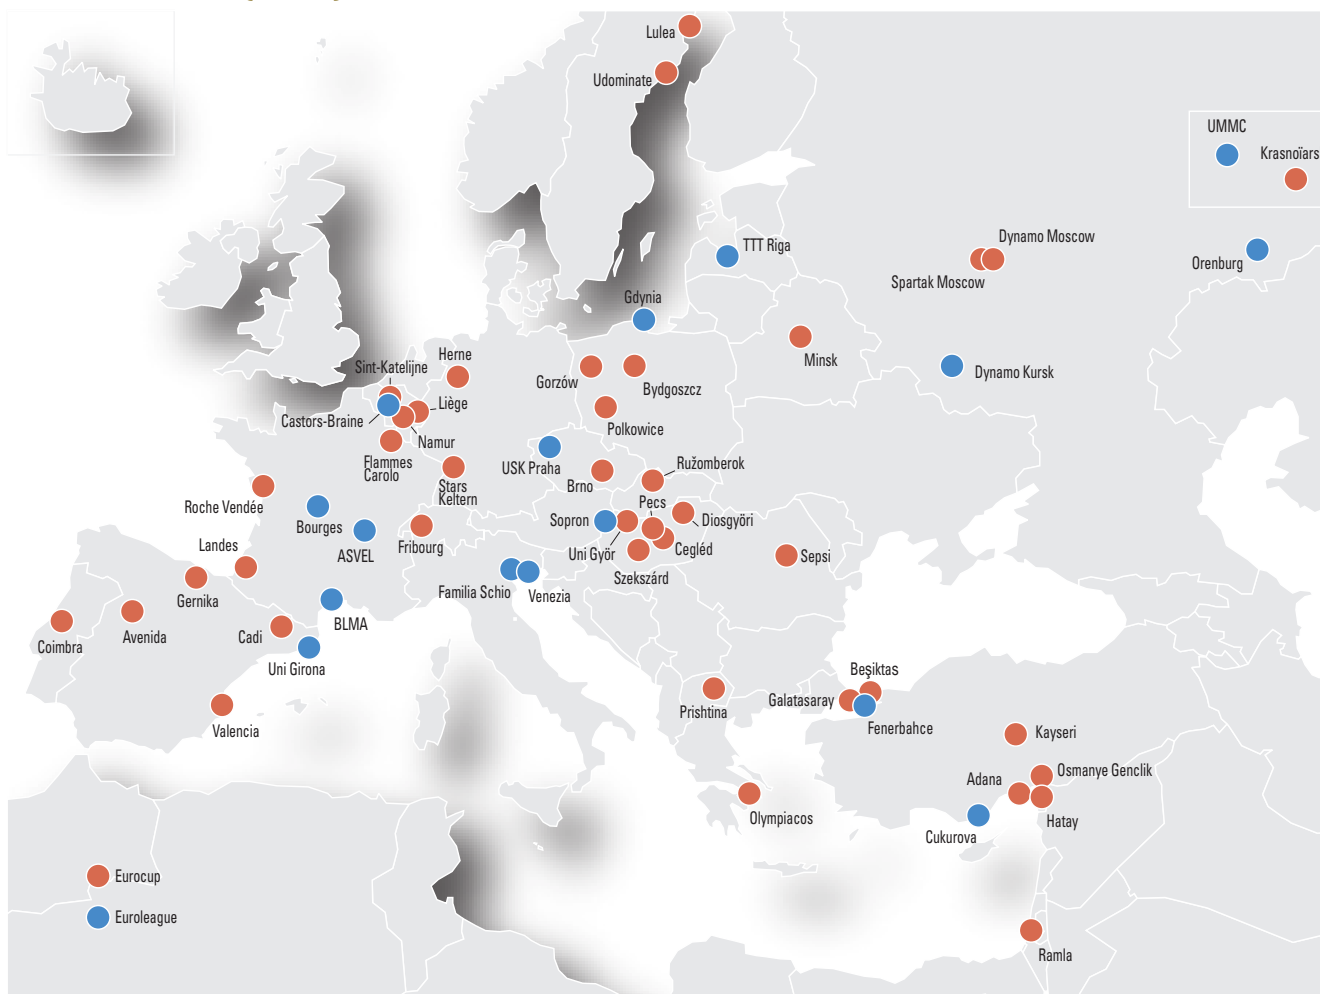 Lulea
Udominate
UMMC
Krasnoïars
TTT Riga
Dynamo Moscow
Spartak Moscow
Orenburg
Gdynia
Minsk
Dynamo Kursk
Herne
Sint-Katelijne
Gorzów
Bydgoszcz
Castors-Braine
Liège
Polkowice
Namur
Flammes
Carolo
Stars
Keltern
USK Praha
Brno
Ružomberok
Roche Vendée
Bourges
ASVEL
Fribourg
Sopron
Pecs
Diosgyöri
Uni Györ
Cegléd
Szekszárd
Sepsi
Landes
Gernika
Familia Schio
Venezia
Coimbra
Avenida
Cadi
BLMA
Uni Girona
Valencia
Prishtina
Beşiktas
Galatasaray
Fenerbahce
Kayseri
Adana
Osmanye Genclik
Hatay
Cukurova
Olympiacos
Ramla
Eurocup
Euroleague